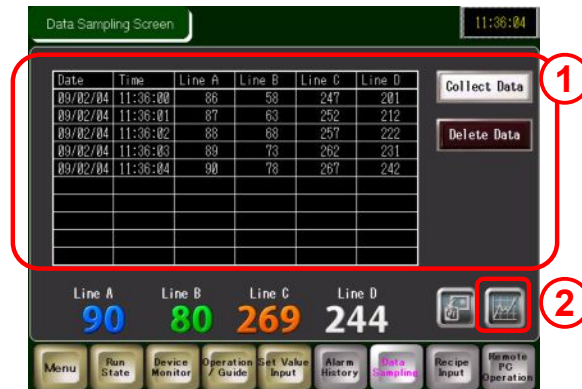 Data Sampling Screen
11:36:04
1
Date Time Line A Line B Line C Line D
09/02/04 11:36:00 86 58 247 201
09/02/04 11:36:01 87 63 252 212
09/02/04 11:36:02 88 68 257 222
09/02/04 11:36:03 89 73 262 231
09/02/04 11:36:04 90 78 267 242
Collect Data
Delete Data
Line A Line B Line C Line D
90 80 269 244
2
Menu
Run
State
Device
Monitor
Operation
/ Guide
Set Value
Input
Alarm
History
Data
Sampling
Recipe
Input
Remote
PC
Operation